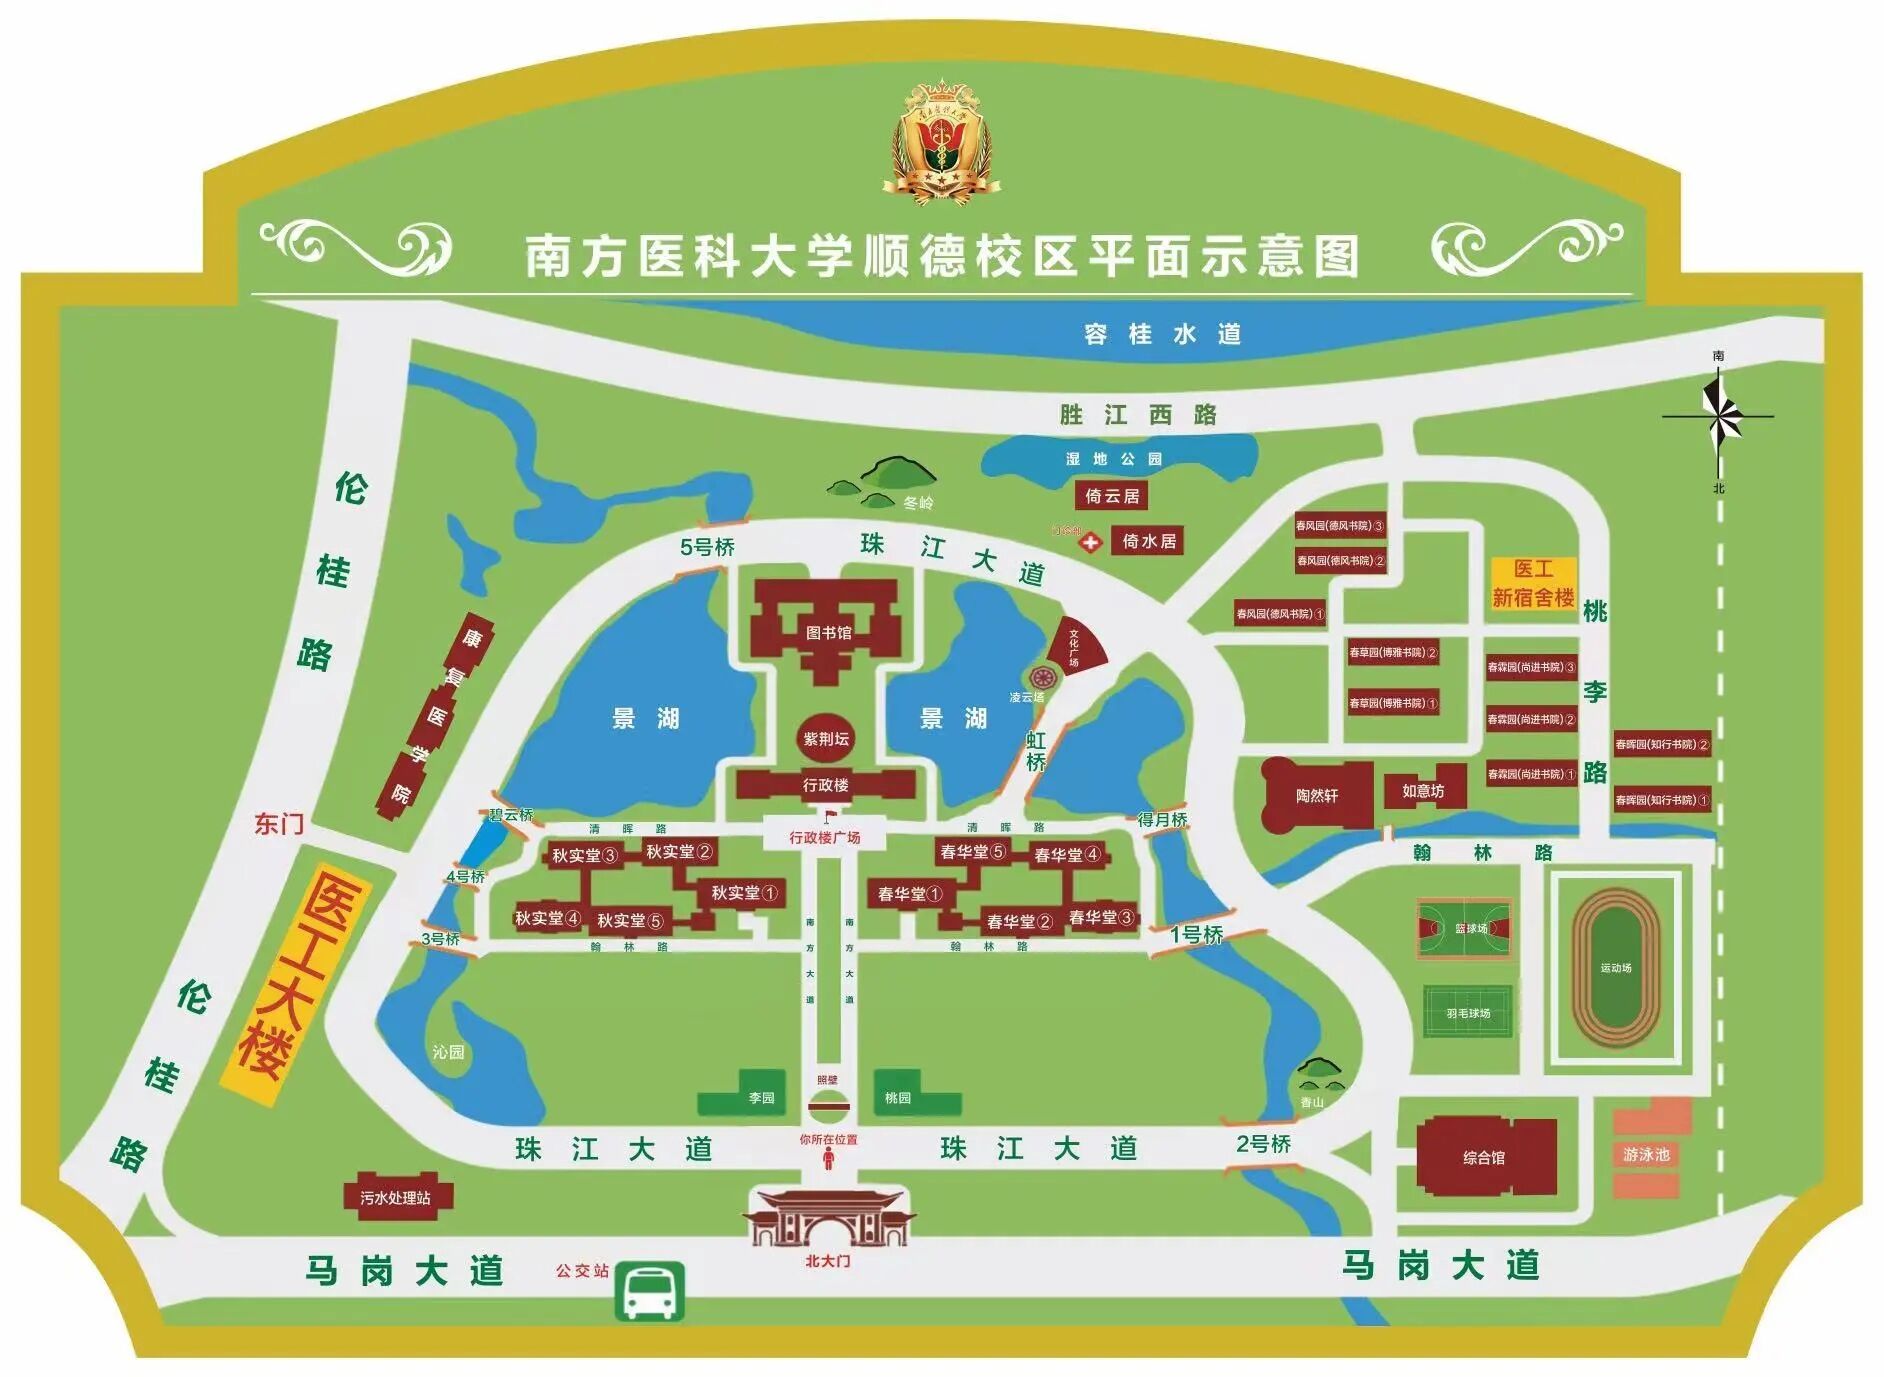 南方医科大学顺德校区平面示意图
容桂水道
南
北
胜江西路
湿地公园
倚云居
门诊部
倚水居
冬岭
5号桥
珠江大道
伦桂路
春风园(德风书院)③
春风园(德风书院)②
春风园(德风书院)①
医工
新宿舍楼
桃李路
图书馆
文化广场
凌云塔
康复医学院
景湖
景湖
紫荆坛
行政楼
虹桥
春草园(博雅书院)②
春草园(博雅书院)①
春霖园(尚进书院)③
春霖园(尚进书院)②
春霖园(尚进书院)①
春晖园(知行书院)②
春晖园(知行书院)①
陶然轩
如意坊
东门
碧云桥
清晖路
行政楼广场
清晖路
得月桥
翰林路
秋实堂③
秋实堂②
秋实堂①
秋实堂④
秋实堂⑤
春华堂⑤
春华堂④
春华堂①
春华堂②
春华堂③
4号桥
3号桥
1号桥
翰林路
翰林路
南方大道
南方大道
医工大楼
伦桂路
沁园
篮球场
羽毛球场
运动场
李园
照壁
桃园
香山
你所在位置
珠江大道
珠江大道
2号桥
综合馆
游泳池
污水处理站
北大门
马岗大道
公交站
马岗大道